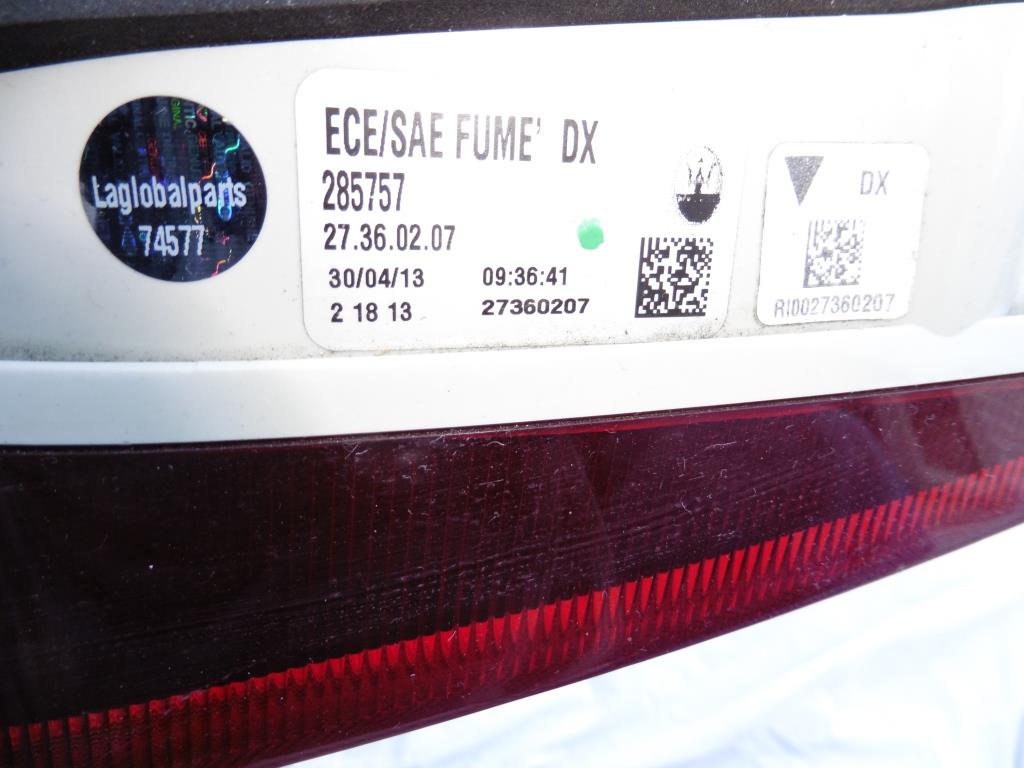 Laglobalparts
74577
ECE/SAE FUME' DX
285757
27.36.02.07
30/04/13 09:36:41
2 18 13 27360207
DX
RI0027360207